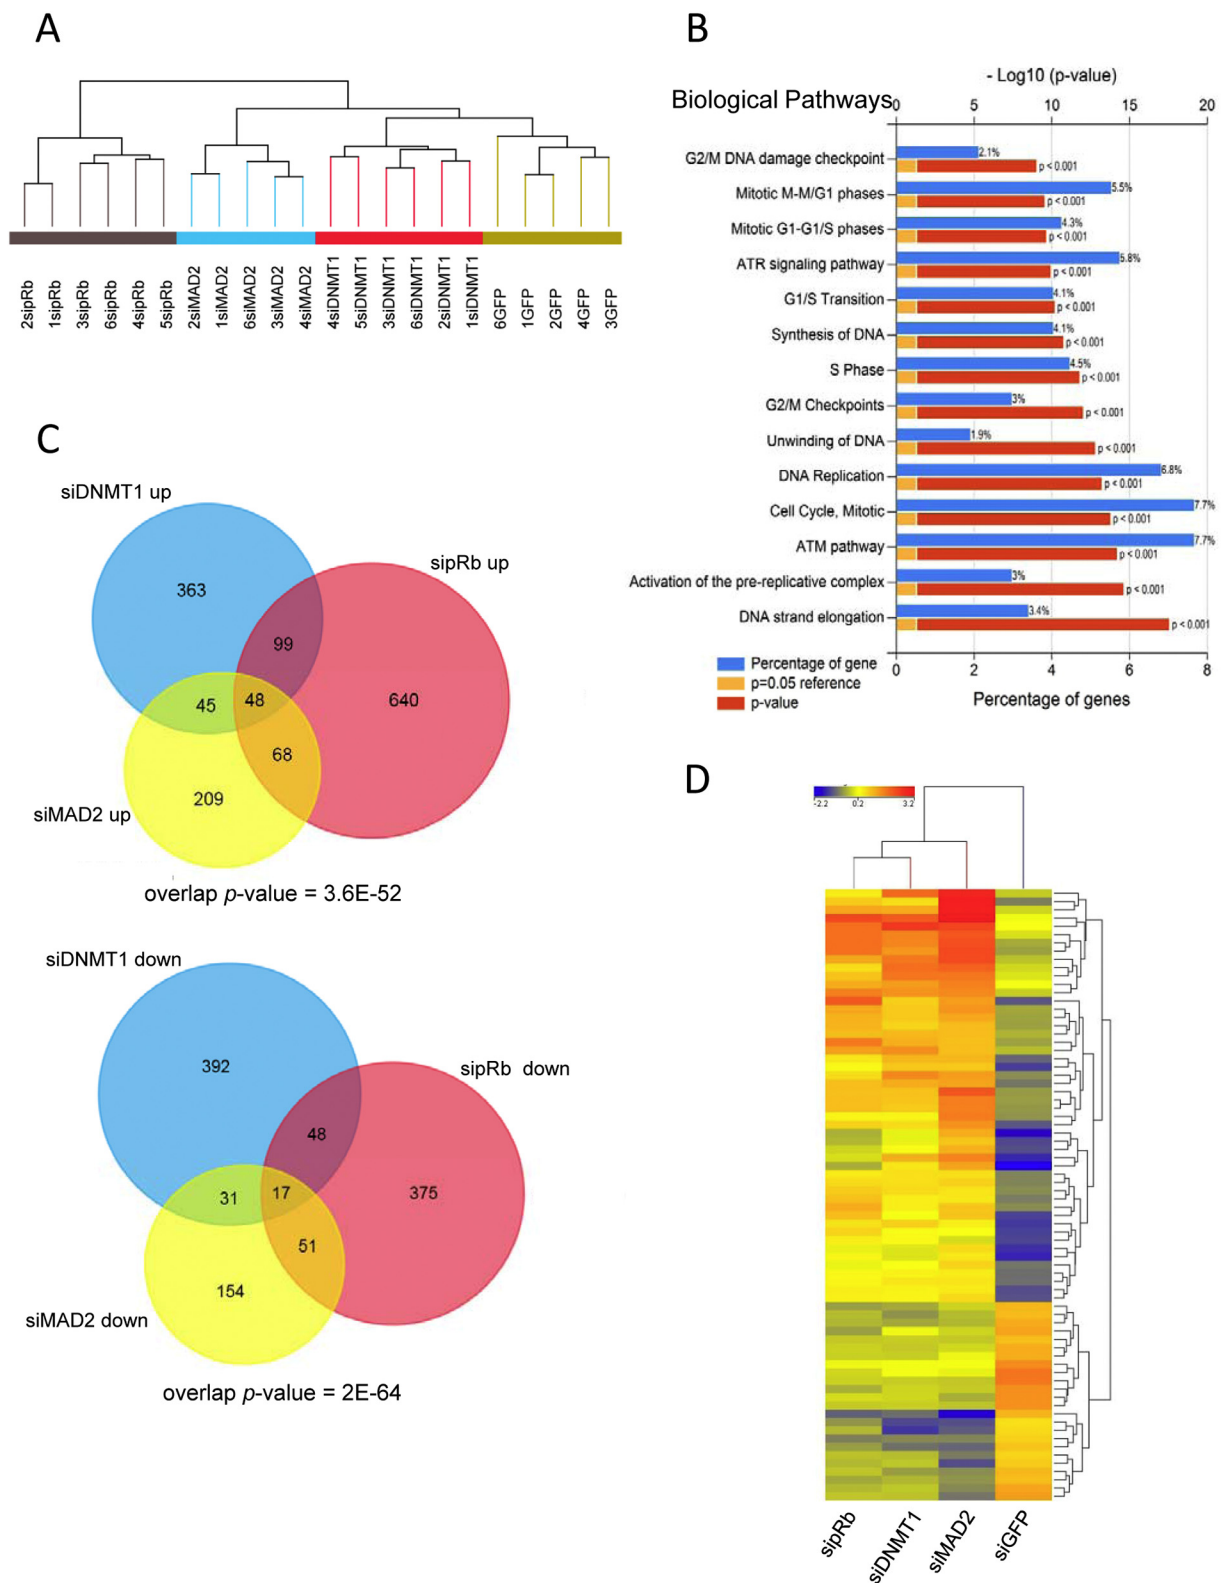 A
2sipRb
1sipRb
3sipRb
6sipRb
4sipRb
5sipRb
2siMAD2
1siMAD2
6siMAD2
3siMAD2
4siMAD2
4siDNMT1
5siDNMT1
3siDNMT1
6siDNMT1
2siDNMT1
1siDNMT1
6GFP
1GFP
2GFP
4GFP
3GFP
B
- Log10 (p-value)
Biological Pathways
0 5 10 15 20
G2/M DNA damage checkpoint 2.1% p < 0.001
Mitotic M-M/G1 phases 5.5% p < 0.001
Mitotic G1-G1/S phases 4.3% p < 0.001
ATR signaling pathway 5.8% p < 0.001
G1/S Transition 4.1% p < 0.001
Synthesis of DNA 4.1% p < 0.001
S Phase 4.5% p < 0.001
G2/M Checkpoints 3% p < 0.001
Unwinding of DNA 1.9% p < 0.001
DNA Replication 6.8% p < 0.001
Cell Cycle, Mitotic 7.7% p < 0.001
ATM pathway 7.7% p < 0.001
Activation of the pre-replicative complex 3% p < 0.001
DNA strand elongation 3.4% p < 0.001
0 2 4 6 8
Percentage of genes
Percentage of gene
p=0.05 reference
p-value
C
siDNMT1 up
sipRb up
siMAD2 up
363
99
640
45
48
68
209
overlap p-value = 3.6E-52
siDNMT1 down
sipRb down
siMAD2 down
392
48
375
31
17
51
154
overlap p-value = 2E-64
D
-2.2 0.2 3.2
sipRb
siDNMT1
siMAD2
siGFP